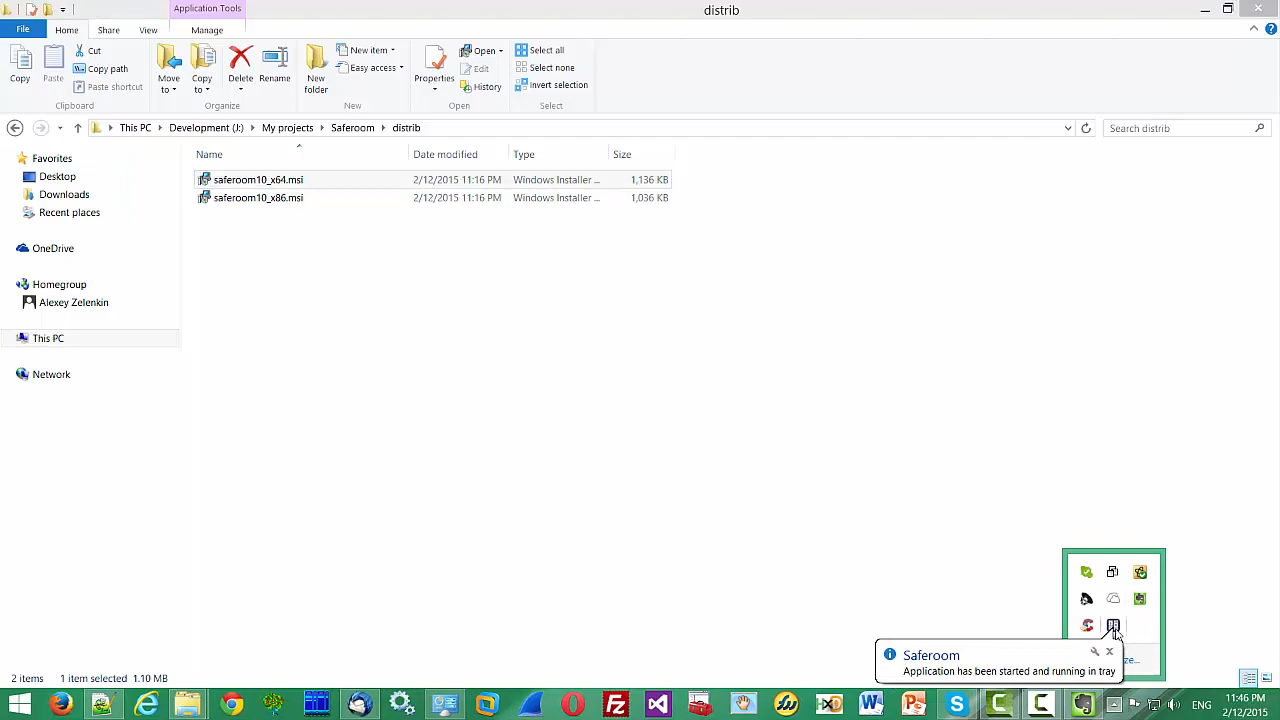 Application Tools
distrib
File
Home
Share
View
Manage
Copy
Paste
Cut
Copy path
Paste shortcut
Clipboard
Move to
Copy to
Delete
Rename
Organize
New folder
New item
Easy access
New
Properties
Open
Edit
History
Open
Select all
Select none
Invert selection
Select
This PC
Development (J:)
My projects
Saferoom
distrib
Search distrib
Favorites
Desktop
Downloads
Recent places
OneDrive
Homegroup
Alexey Zelenkin
This PC
Network
Name Date modified Type Size
saferoom10_x64.msi 2/12/2015 11:16 PM Windows Installer ... 1,136 KB
saferoom10_x86.msi 2/12/2015 11:16 PM Windows Installer ... 1,036 KB
Saferoom
Application has been started and running in tray
2 items 1 item selected 1.10 MB
ENG
11:46 PM
2/12/2015